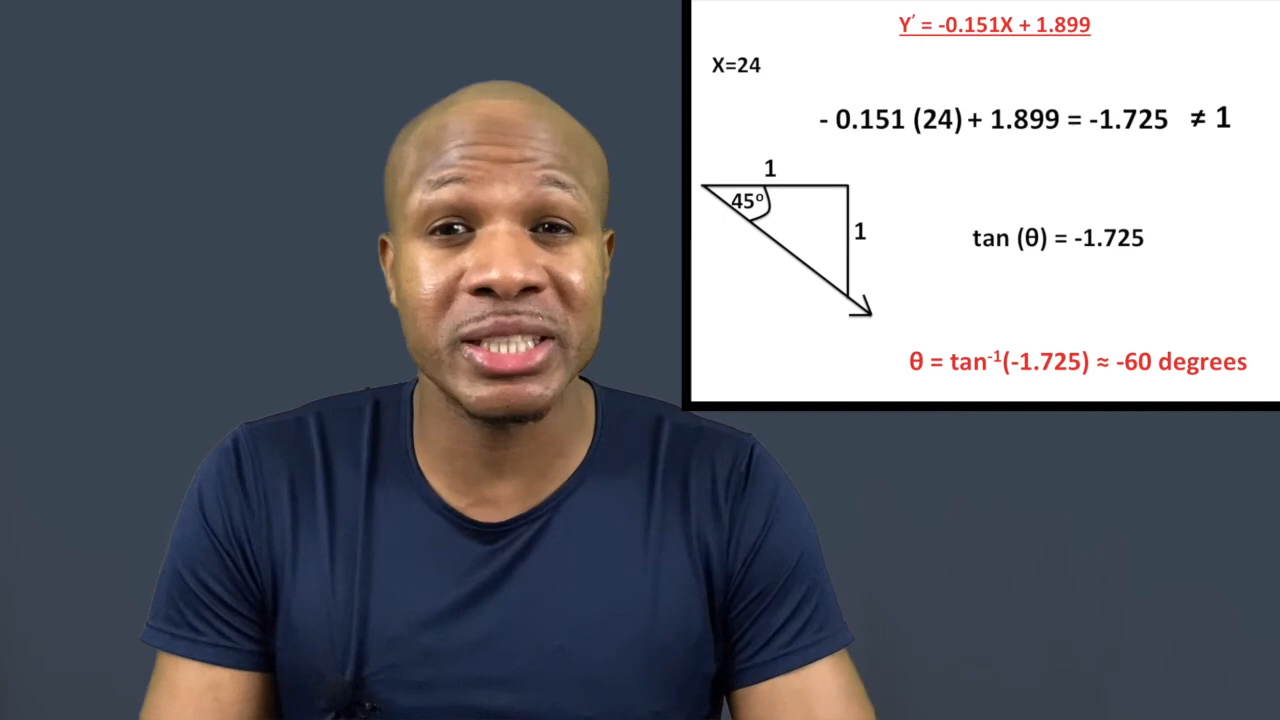 Y′ = -0.151X + 1.899
X=24
- 0.151 (24) + 1.899 = -1.725 ≠ 1
1
45º
1
tan (θ) = -1.725
θ = tan⁻¹(-1.725) ≈ -60 degrees